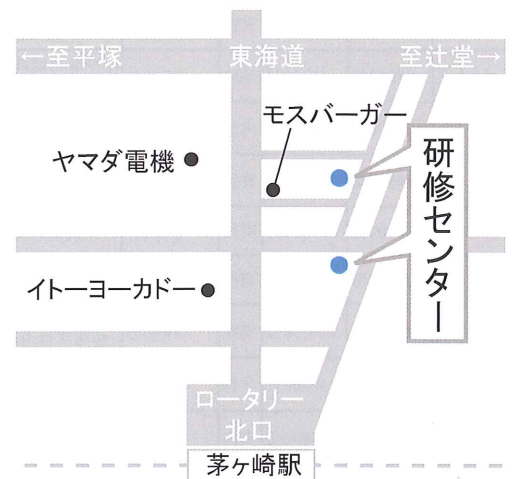 ←至平塚 東海道 至辻堂→
モスバーガー
ヤマダ電機
研修センター
イトーヨーカドー
ロータリー
北口
茅ヶ崎駅